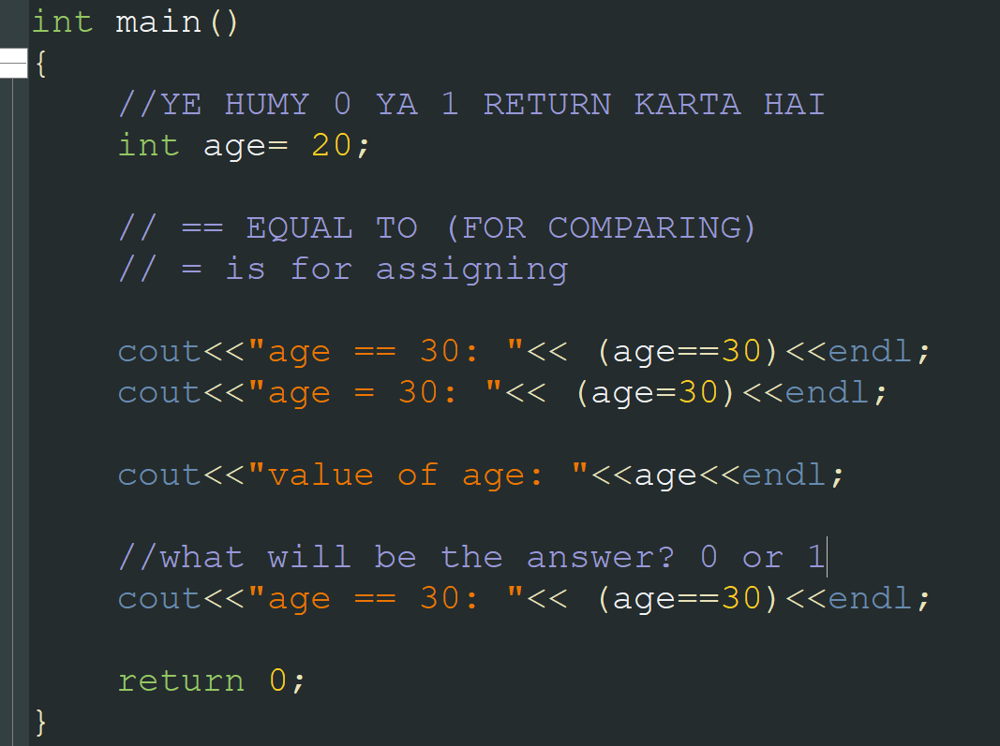 int main()
{
//YE HUMY 0 YA 1 RETURN KARTA HAI
int age= 20;
// == EQUAL TO (FOR COMPARING)
// = is for assigning
cout<<"age == 30: "<< (age==30)<<endl;
cout<<"age = 30: "<< (age=30)<<endl;
cout<<"value of age: "<<age<<endl;
//what will be the answer? 0 or 1
cout<<"age == 30: "<< (age==30)<<endl;
return 0;
}